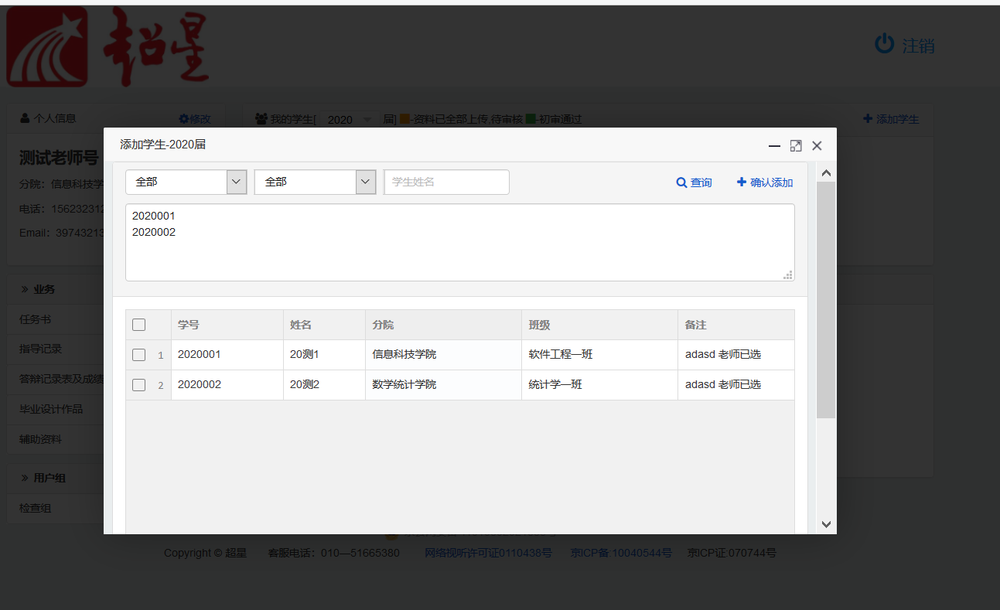 超星
注销
个人信息
修改
我的学生[ 2020 届] -资料已全部上传,待审核 -初审通过
添加学生
测试老师号
分院：信息科技学
电话：156232312
Email：39743213
业务
任务书
指导记录
答辩记录表及成绩
毕业设计作品
辅助资料
用户组
检查组
添加学生-2020届
全部 全部 学生姓名 查询 确认添加
2020001
2020002
学号 姓名 分院 班级 备注
1 2020001 20测1 信息科技学院 软件工程一班 adasd 老师已选
2 2020002 20测2 数学统计学院 统计学一班 adasd 老师已选
Copyright © 超星 客服电话：010—51665380 网络视听许可证0110438号 京ICP备:10040544号 京ICP证:070744号